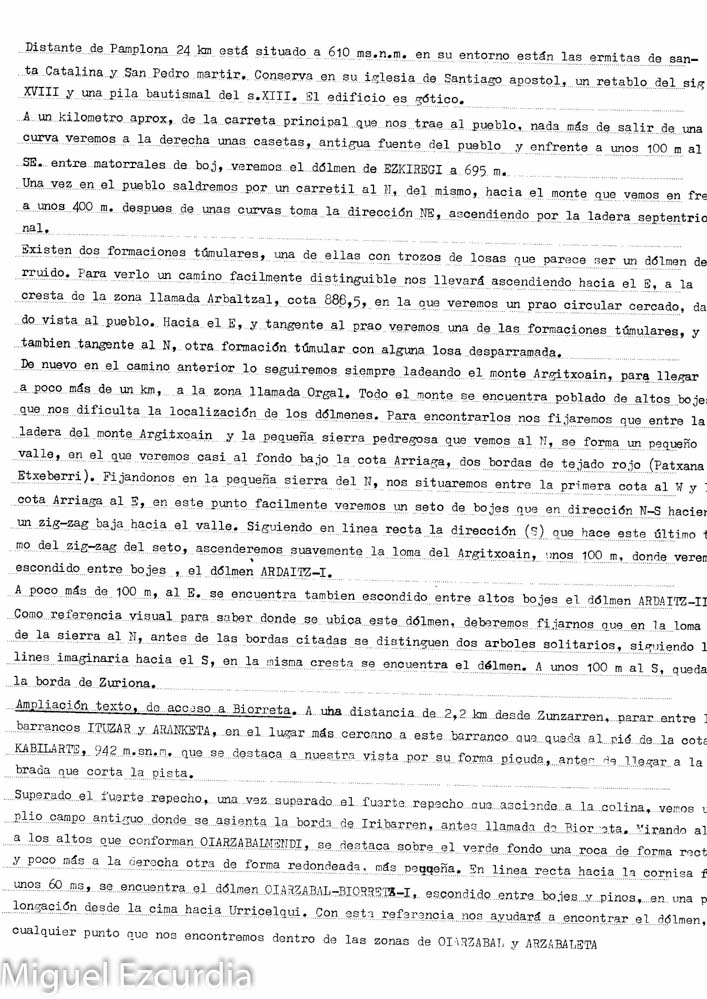 Distante de Pamplona 24 km está situado a 610 ms.n.m. en su entorno están las ermitas de san-
ta Catalina y San Pedro martir. Conserva en su iglesia de Santiago apostol, un retablo del sig
XVIII y una pila bautismal del s.XIII. El edificio es gótico.
A un kilometro aprox, de la carreta principal que nos trae al pueblo, nada más de salir de una
curva veremos a la derecha unas casetas, antigua fuente del pueblo y enfrente a unos 100 m al
SE. entre matorrales de boj, veremos el dólmen de EZKIREGI a 695 m.
Una vez en el pueblo saldremos por un carretil al N, del mismo, hacia el monte que vemos en fre
a unos 400 m. despues de unas curvas toma la dirección NE, ascendiendo por la ladera septentrio
nal.
Existen dos formaciones túmulares, una de ellas con trozos de losas que parece ser un dólmen de
rruido. Para verlo un camino facilmente distinguible nos llevará ascendiendo hacia el E, a la
cresta de la zona llamada Arbaltzal, cota 886,5, en la que veremos un prao circular cercado, da
do vista al pueblo. Hacia el E, y tangente al prao veremos una de las formaciones túmulares, y
tambien tangente al N, otra formación túmular con alguna losa desparramada.
De nuevo en el camino anterior lo seguiremos siempre ladeando el monte Argitxoain, para llegar
a poco más de un km, a la zona llamada Orgal. Todo el monte se encuentra poblado de altos bojes
que nos dificulta la localización de los dólmenes. Para encontrarlos nos fijaremos que entre la
ladera del monte Argitxoain y la pequeña sierra pedregosa que vemos al N, se forma un pequeño
valle, en el que veremos casi al fondo bajo la cota Arriaga, dos bordas de tejado rojo (Patxana
Etxeberri). Fijandonos en la pequeña sierra del N, nos situaremos entre la primera cota al W y
cota Arriaga al E, en este punto facilmente veremos un seto de bojes que en dirección N-S hacien
un zig-zag baja hacia el valle. Siguiendo en linea recta la dirección (S) que hace este último t
mo del zig-zag del seto, ascenderemos suavemente la loma del Argitxoain, unos 100 m, donde verem
escondido entre bojes , el dólmen ARDAITZ-I.
A poco más de 100 m, al E. se encuentra tambien escondido entre altos bojes el dólmen ARDAITZ-II
Como referencia visual para saber donde se ubica este dólmen, deberemos fijarnos que en la loma
de la sierra al N, antes de las bordas citadas se distinguen dos arboles solitarios, siguiendo l
lines imaginaria hacia el S, en la misma cresta se encuentra el dólmen. A unos 100 m al S, queda
la borda de Zuriona.
Ampliación texto, de acceso a Biorreta. A una distancia de 2,2 km desde Zunzarren, parar entre l
barrancos ITUZAR y ARANKETA, en el lugar más cercano a este barranco que queda al pié de la cota
KABILARTE, 942 m.sn.m. que se destaca a nuestra vista por su forma picuda, antes de llegar a la
brada que corta la pista.
Superado el fuerte repecho, una vez superado el fuerte repecho que asciende a la colina, vemos u
plio campo antiguo donde se asienta la borda de Iribarren, antes llamada de Biorreta. Mirando al
a los altos que conforman OIARZABALMENDI, se destaca sobre el verde fondo una roca de forma rect
y poco más a la derecha otra de forma redondeada, más peqqeña. En linea recta hacia la cornisa f
unos 60 ms, se encuentra el dólmen OIARZABAL-BIORRETA-I, escondido entre bojes y pinos, en una p
longación desde la cima hacia Urricelqui. Con esta referencia nos ayudará a encontrar el dólmen,
cualquier punto que nos encontremos dentro de las zonas de OIARZABAL y ARZABALETA
Miguel Ezcurdia